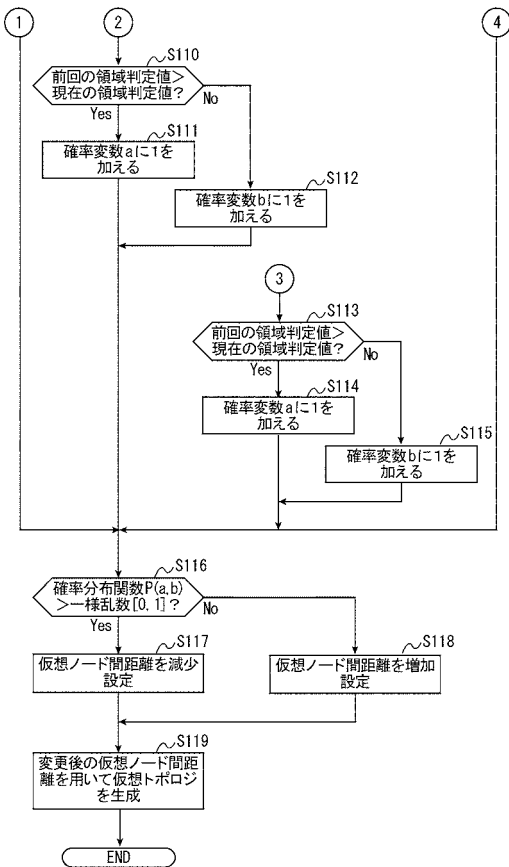 1
2
4
S110
前回の領域判定値>
現在の領域判定値?
Yes
No
S111
確率変数aに1を
加える
S112
確率変数bに1を
加える
3
S113
前回の領域判定値>
現在の領域判定値?
Yes
No
S114
確率変数aに1を
加える
S115
確率変数bに1を
加える
S116
確率分布関数P(a,b)
>一様乱数[0,1]?
Yes
No
S117
仮想ノード間距離を減少
設定
S118
仮想ノード間距離を増加
設定
S119
変更後の仮想ノード間距
離を用いて仮想トポロジ
を生成
END